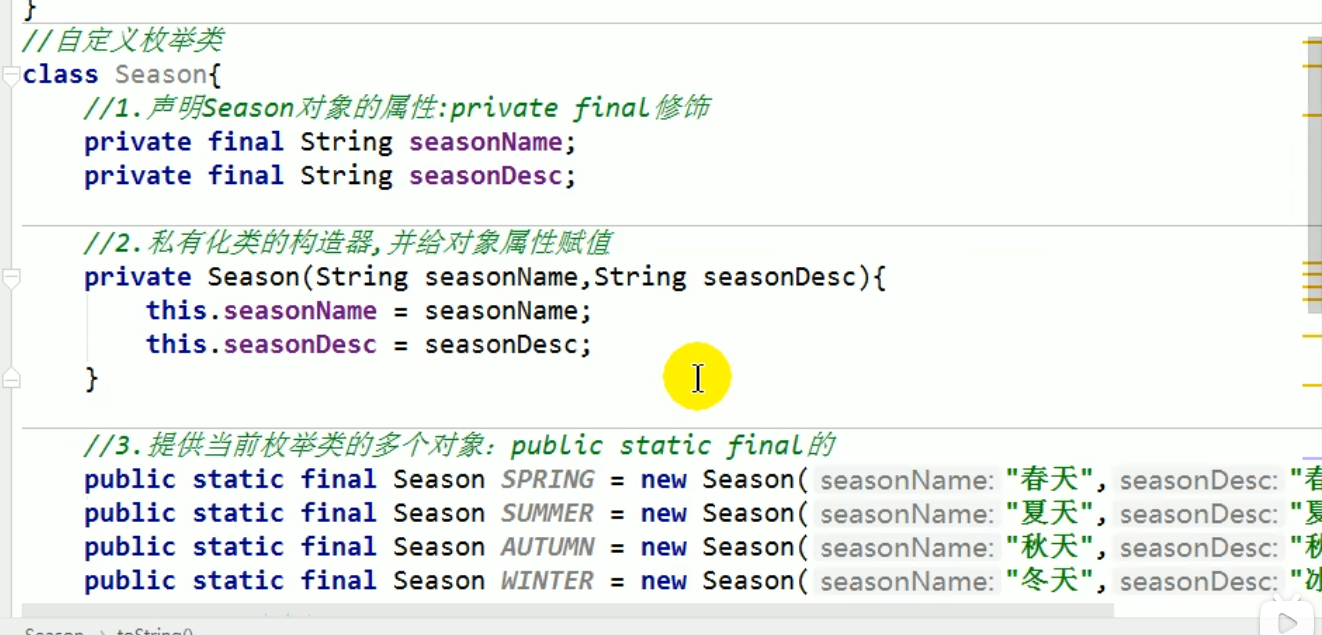 }
//自定义枚举类
class Season{
//1.声明Season对象的属性:private final修饰
private final String seasonName;
private final String seasonDesc;
//2.私有化类的构造器,并给对象属性赋值
private Season(String seasonName,String seasonDesc){
this.seasonName = seasonName;
this.seasonDesc = seasonDesc;
}
//3.提供当前枚举类的多个对象：public static final的
public static final Season SPRING = new Season( seasonName: "春天", seasonDesc: "春
public static final Season SUMMER = new Season( seasonName: "夏天", seasonDesc: "夏
public static final Season AUTUMN = new Season( seasonName: "秋天", seasonDesc: "秋
public static final Season WINTER = new Season( seasonName: "冬天", seasonDesc: "冰
Season > toString()